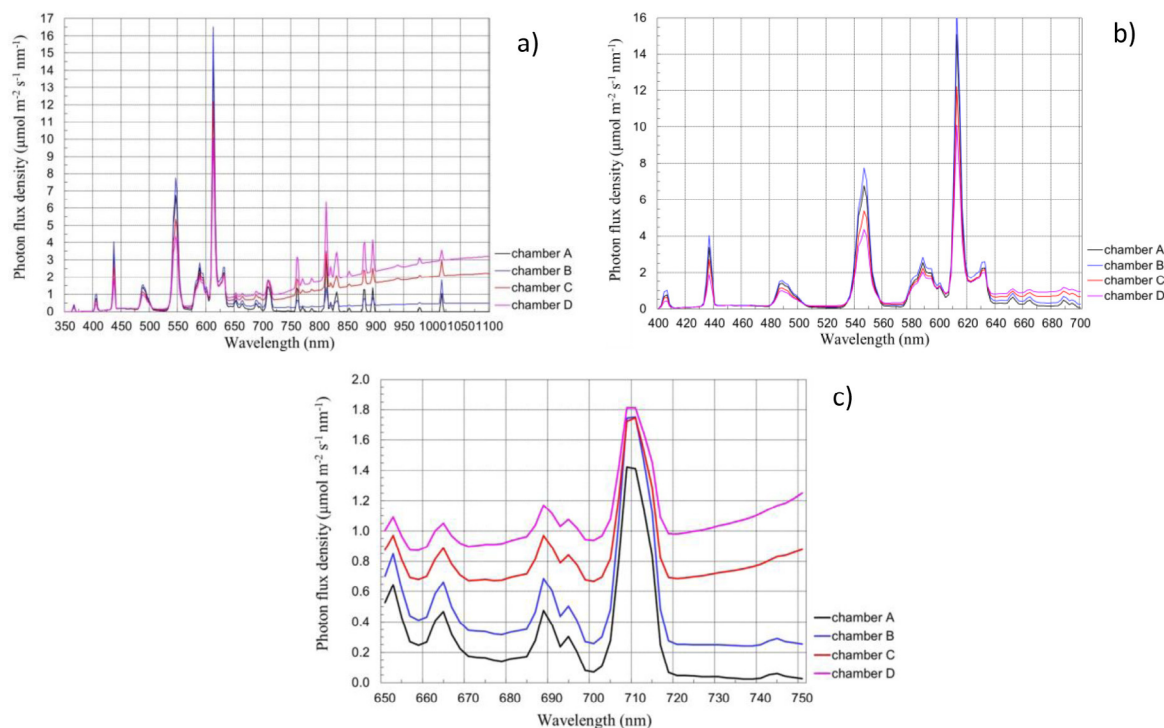 a)
Photon flux density (µmol m⁻² s⁻¹ nm⁻¹)
17
16
15
14
13
12
11
10
9
8
7
6
5
4
3
2
1
0
350 400 450 500 550 600 650 700 750 800 850 900 950 1000 1050 1100
Wavelength (nm)
chamber A
chamber B
chamber C
chamber D
b)
Photon flux density (µmol m⁻² s⁻¹ nm⁻¹)
16
14
12
10
8
6
4
2
0
400 420 440 460 480 500 520 540 560 580 600 620 640 660 680 700
Wavelength (nm)
chamber A
chamber B
chamber C
chamber D
c)
Photon flux density (µmol m⁻² s⁻¹ nm⁻¹)
2.0
1.8
1.6
1.4
1.2
1.0
0.8
0.6
0.4
0.2
0.0
650 660 670 680 690 700 710 720 730 740 750
Wavelength (nm)
chamber A
chamber B
chamber C
chamber D